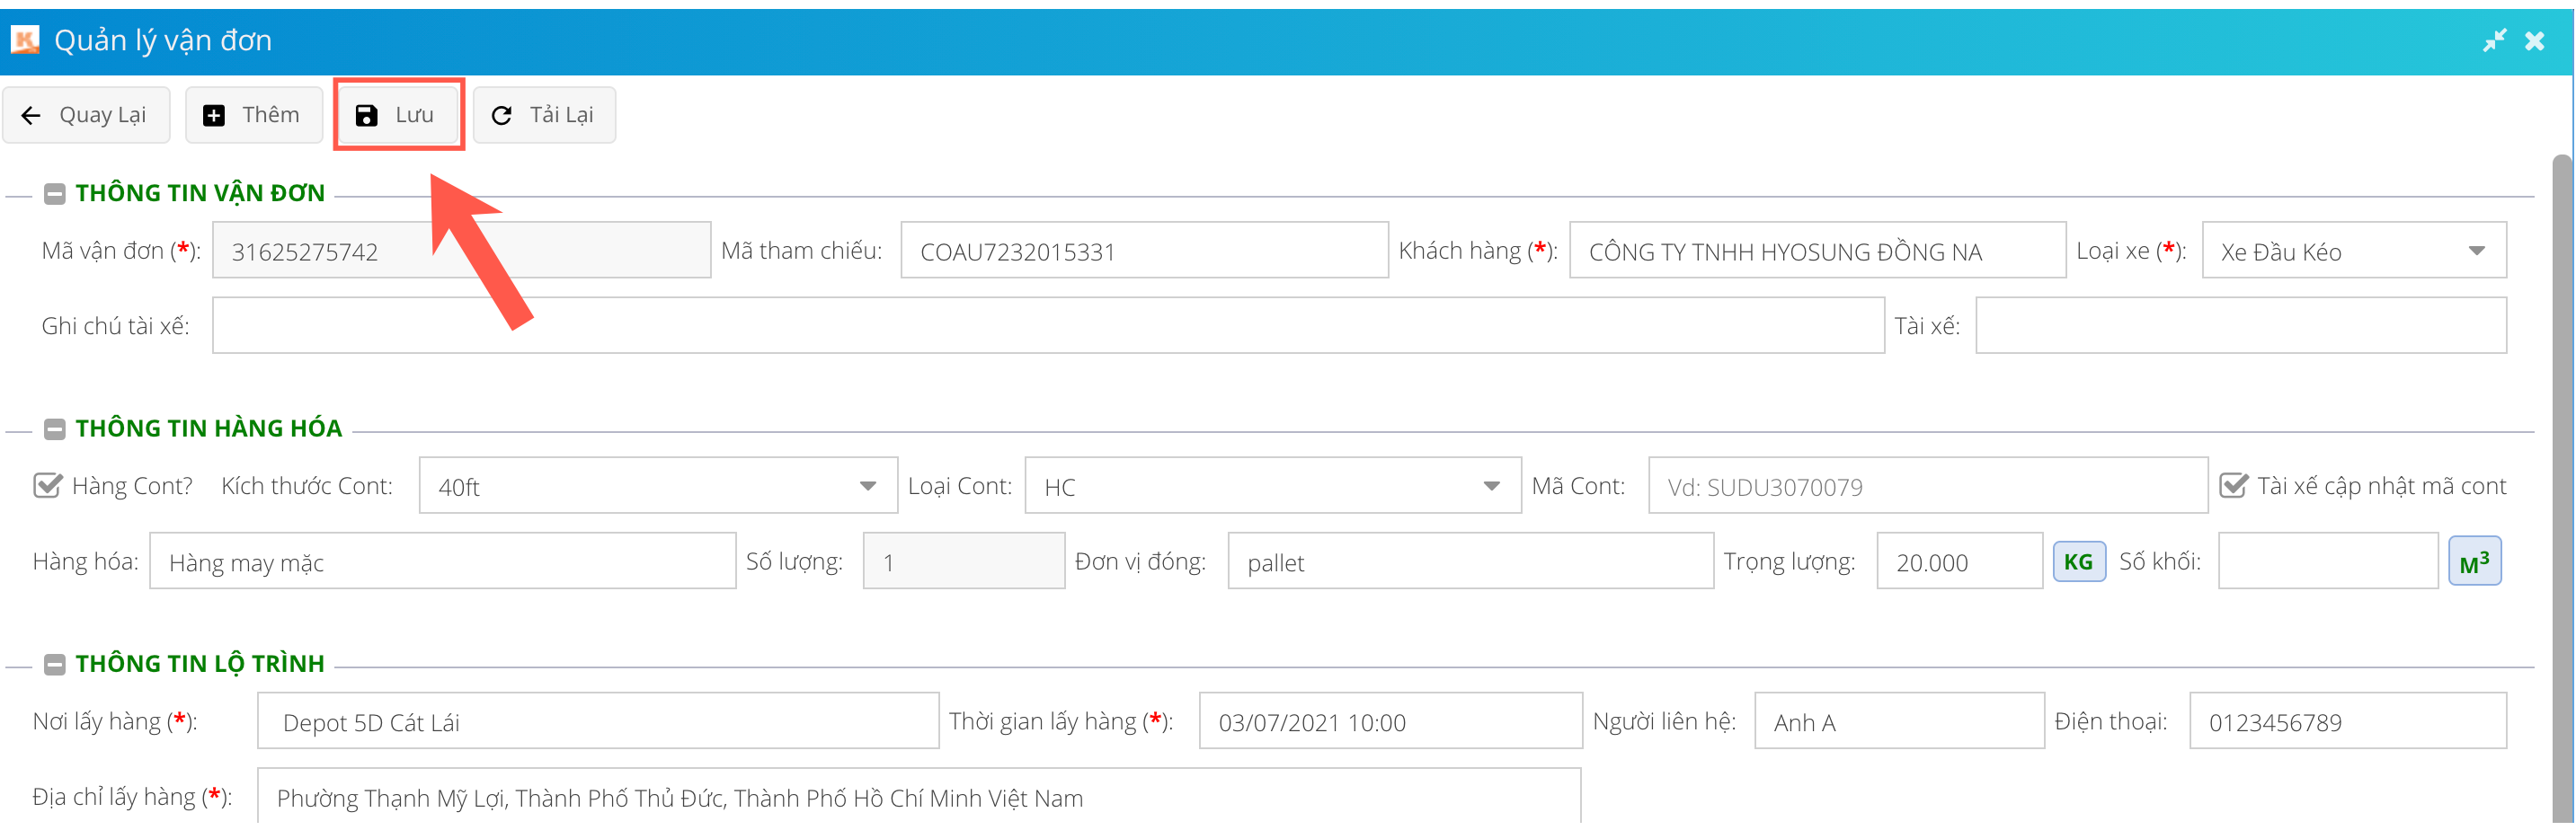 K Quản lý vận đơn
Quay Lại Thêm Lưu Tải Lại
THÔNG TIN VẬN ĐƠN
Mã vận đơn (*): 31625275742 Mã tham chiếu: COAU7232015331 Khách hàng (*): CÔNG TY TNHH HYOSUNG ĐỒNG NA Loại xe (*): Xe Đầu Kéo
Ghi chú tài xế: Tài xế:
THÔNG TIN HÀNG HÓA
Hàng Cont? Kích thước Cont: 40ft Loại Cont: HC Mã Cont: Vd: SUDU3070079 Tài xế cập nhật mã cont
Hàng hóa: Hàng may mặc Số lượng: 1 Đơn vị đóng: pallet Trọng lượng: 20.000 KG Số khối: M³
THÔNG TIN LỘ TRÌNH
Nơi lấy hàng (*): Depot 5D Cát Lái Thời gian lấy hàng (*): 03/07/2021 10:00 Người liên hệ: Anh A Điện thoại: 0123456789
Địa chỉ lấy hàng (*): Phường Thạnh Mỹ Lợi, Thành Phố Thủ Đức, Thành Phố Hồ Chí Minh Việt Nam